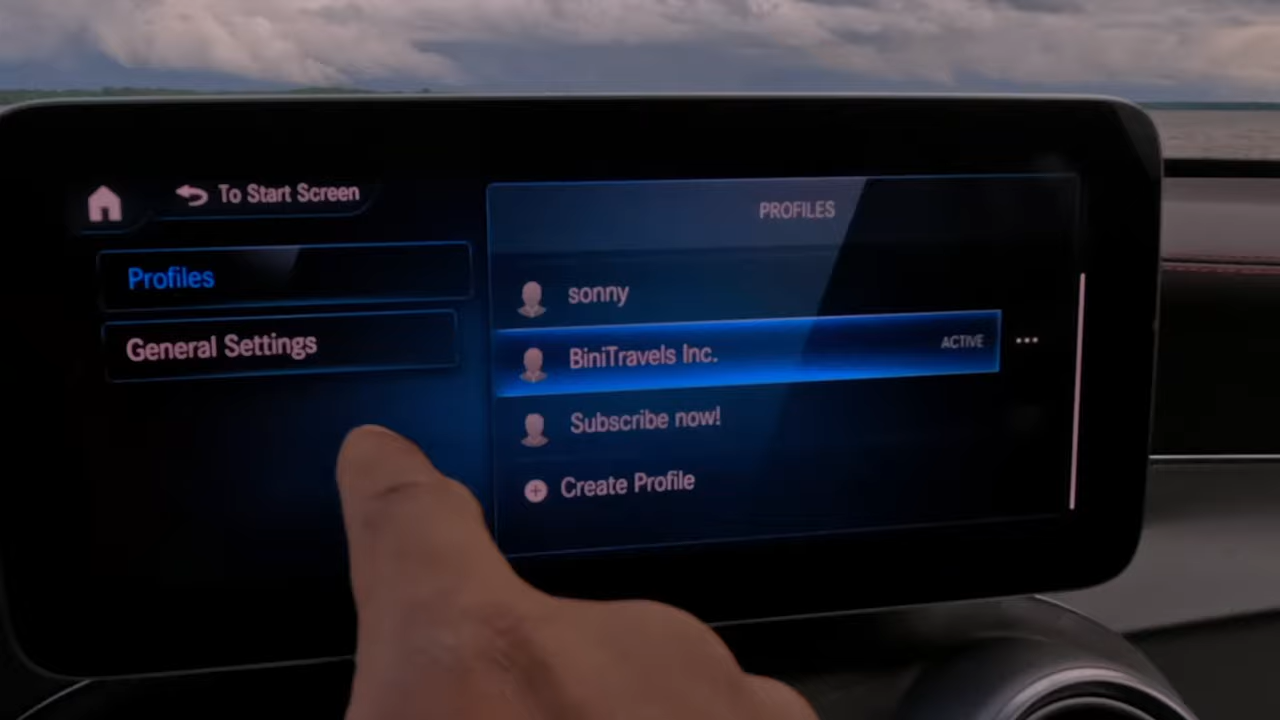 To Start Screen
Profiles
General Settings
PROFILES
sonny
BiniTravels Inc.
ACTIVE
Subscribe now!
Create Profile